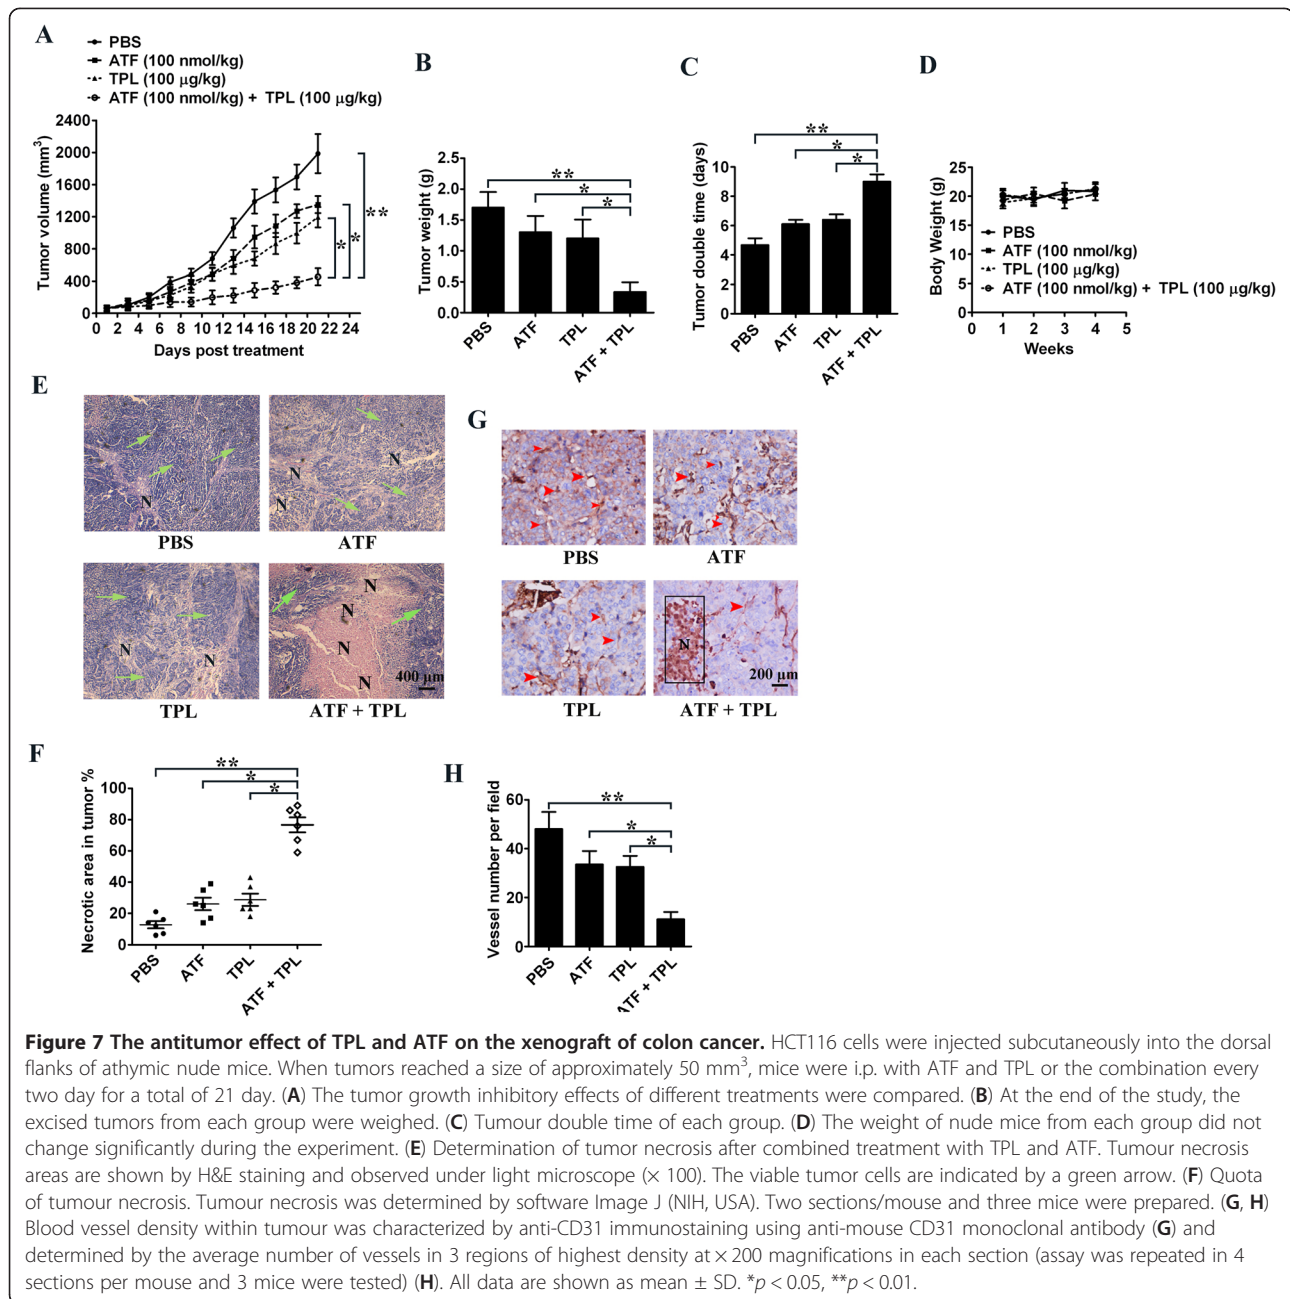 A
PBS
ATF (100 nmol/kg)
TPL (100 µg/kg)
ATF (100 nmol/kg) + TPL (100 µg/kg)
Tumor volume (mm3)
2400
2000
1600
1200
800
400
0
0 2 4 6 8 10 12 14 16 18 20 22 24
1 3 5 7 9 11 13 15 17 19 21 23
Days post treatment
*
*
**
B
Tumor weight (g)
2.5
2.0
1.5
1.0
0.5
0.0
**
*
*
PBS
ATF
TPL
ATF + TPL
C
Tumor double time (days)
10
8
6
4
2
0
**
*
*
PBS
ATF
TPL
ATF + TPL
D
Body Weight (g)
25
20
15
10
5
0
PBS
ATF (100 nmol/kg)
TPL (100 µg/kg)
ATF (100 nmol/kg) + TPL (100 µg/kg)
0 1 2 3 4 5
Weeks
E
N
PBS
N
N
N
ATF
N
N
TPL
N
N
N
N
400 µm
ATF + TPL
G
PBS
ATF
TPL
N
200 µm
ATF + TPL
F
Necrotic area in tumor %
100
80
60
40
20
0
**
*
*
PBS
ATF
TPL
ATF + TPL
H
Vessel number per field
60
40
20
0
**
*
*
PBS
ATF
TPL
ATF + TPL
Figure 7 The antitumor effect of TPL and ATF on the xenograft of colon cancer. HCT116 cells were injected subcutaneously into the dorsal
flanks of athymic nude mice. When tumors reached a size of approximately 50 mm3, mice were i.p. with ATF and TPL or the combination every
two day for a total of 21 day. (A) The tumor growth inhibitory effects of different treatments were compared. (B) At the end of the study, the
excised tumors from each group were weighed. (C) Tumour double time of each group. (D) The weight of nude mice from each group did not
change significantly during the experiment. (E) Determination of tumor necrosis after combined treatment with TPL and ATF. Tumour necrosis
areas are shown by H&E staining and observed under light microscope (× 100). The viable tumor cells are indicated by a green arrow. (F) Quota
of tumour necrosis. Tumour necrosis was determined by software Image J (NIH, USA). Two sections/mouse and three mice were prepared. (G, H)
Blood vessel density within tumour was characterized by anti-CD31 immunostaining using anti-mouse CD31 monoclonal antibody (G) and
determined by the average number of vessels in 3 regions of highest density at × 200 magnifications in each section (assay was repeated in 4
sections per mouse and 3 mice were tested) (H). All data are shown as mean ± SD. *p < 0.05, **p < 0.01.